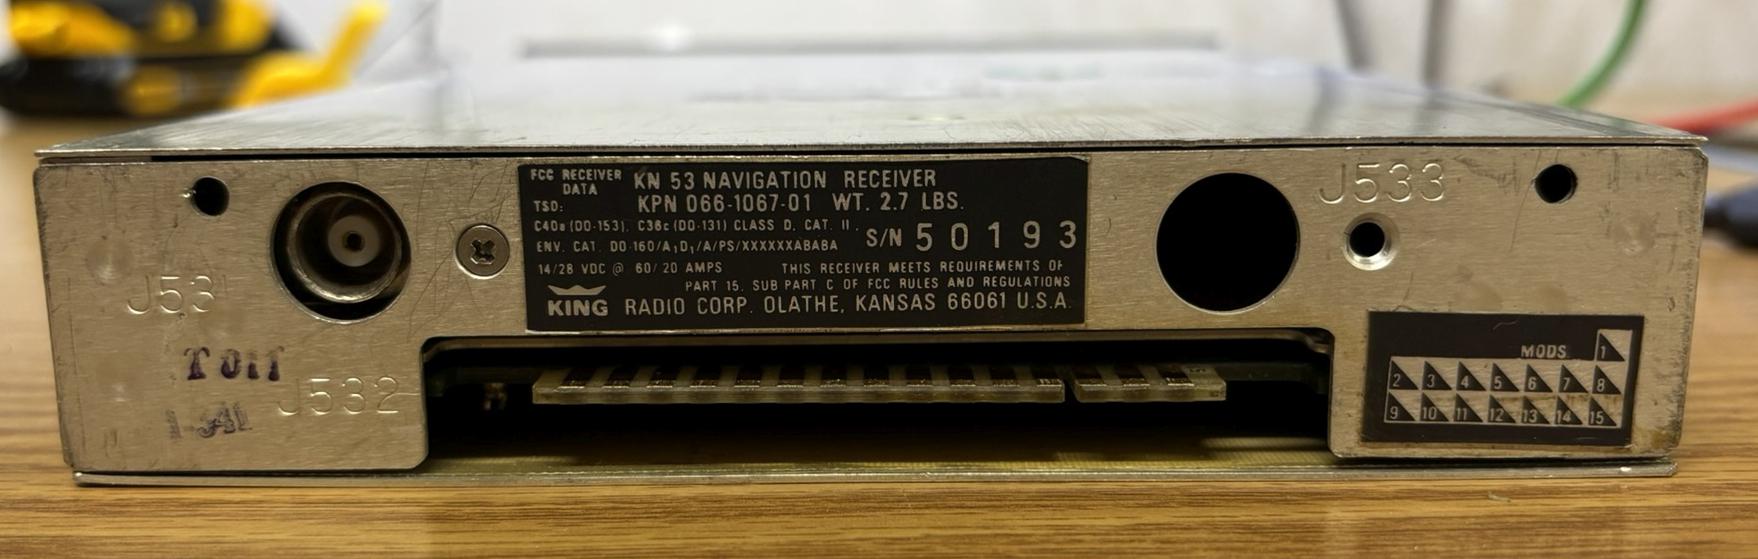 FCC RECEIVER DATA
KN 53 NAVIGATION RECEIVER
TSO:
KPN 066-1067-01 WT. 2.7 LBS.
C40a (DO-153), C36c (DO-131) CLASS D, CAT. II,
ENV. CAT. DO-160/A1D1/A/PS/XXXXXXABABA
S/N 50193
14/28 VDC @ 60/20 AMPS
THIS RECEIVER MEETS REQUIREMENTS OF
PART 15, SUB PART C OF FCC RULES AND REGULATIONS
KING RADIO CORP. OLATHE, KANSAS 66061 U.S.A.
J533
J53
J532
MODS 1
2 3 4 5 6 7 8
9 10 11 12 13 14 15